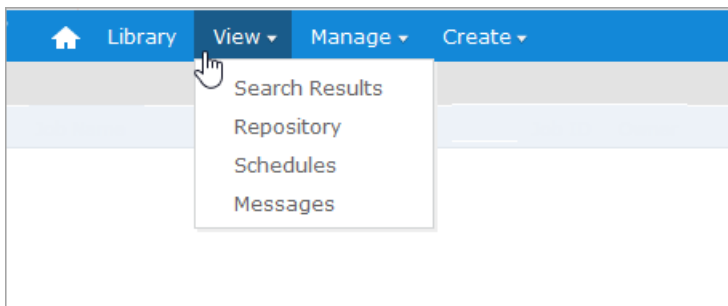 Library View Manage Create
Search Results
Repository
Schedules
Messages